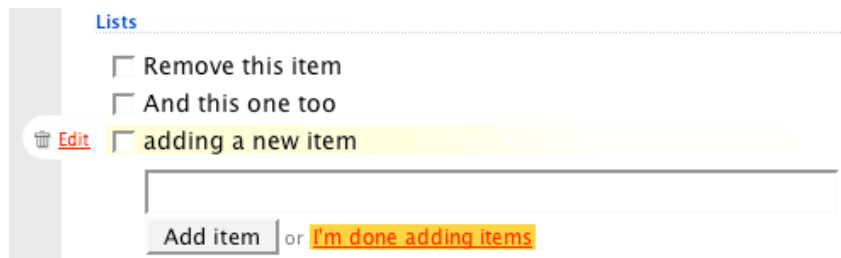 Lists
Remove this item
And this one too
Edit adding a new item
Add item or I'm done adding items